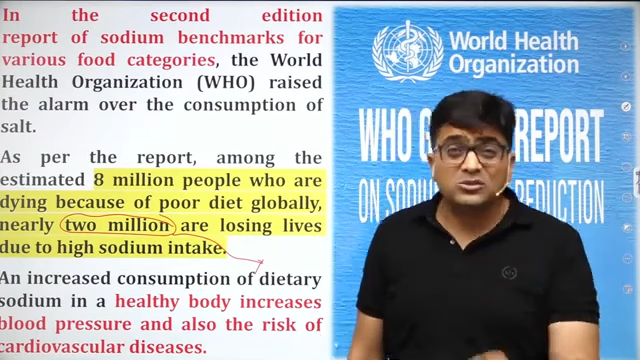 In the second edition
report of sodium benchmarks for
various food categories, the World
Health Organization (WHO) raised
the alarm over the consumption of
salt.
As per the report, among the
estimated 8 million people who are
dying because of poor diet globally,
nearly two million are losing lives
due to high sodium intake.
An increased consumption of dietary
sodium in a healthy body increases
blood pressure and also the risk of
cardiovascular diseases.
World Health
Organization
WHO G REPORT
ON SODIU REDUCTION